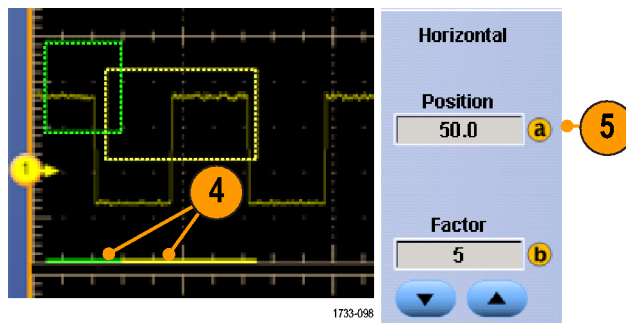 1
4
1733-098
Horizontal
Position
50.0 a
5
Factor
5 b